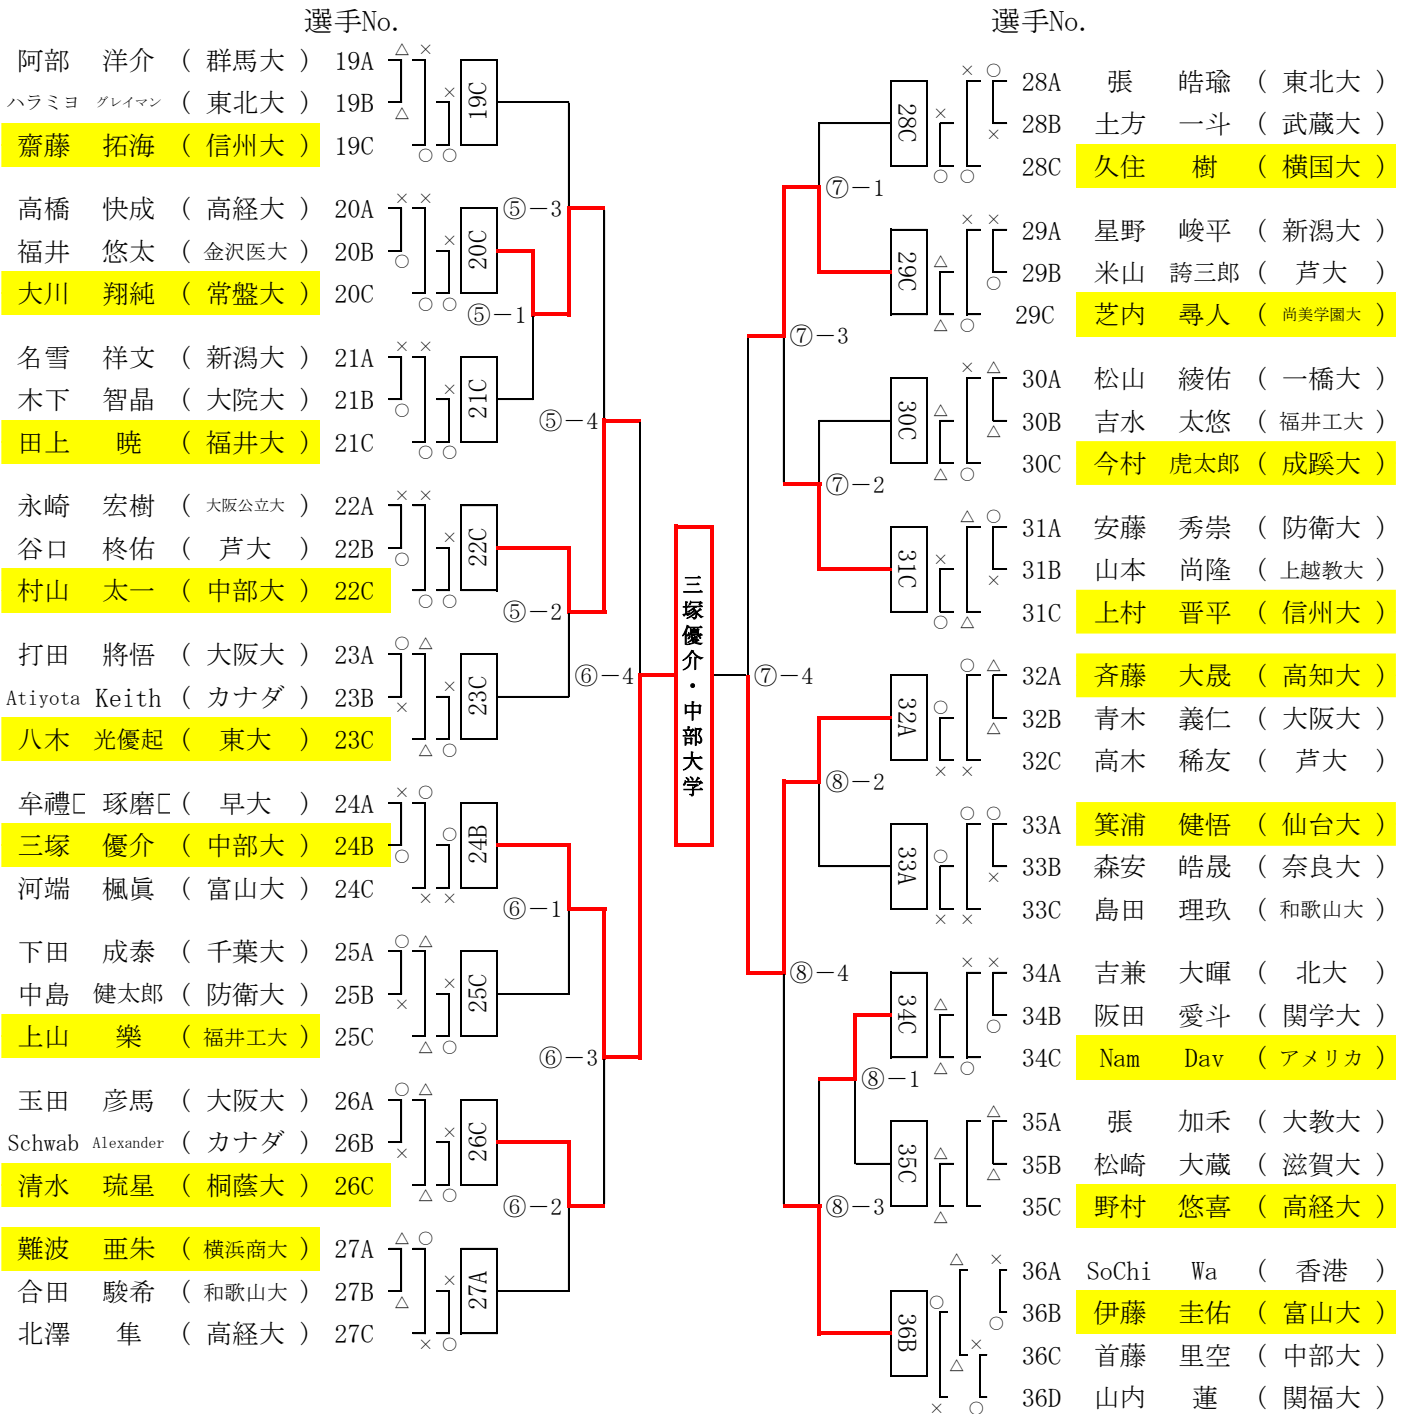 選手No.
阿部 洋介 ( 群馬大 ) 19A
ハラミヨ グレイマン ( 東北大 ) 19B
齋藤 拓海 ( 信州大 ) 19C
19C
高橋 快成 ( 高経大 ) 20A
福井 悠太 ( 金沢医大 ) 20B
大川 翔純 ( 常盤大 ) 20C
20C
名雪 祥文 ( 新潟大 ) 21A
木下 智晶 ( 大院大 ) 21B
田上 暁 ( 福井大 ) 21C
21C
永崎 宏樹 ( 大阪公立大 ) 22A
谷口 柊佑 ( 芦大 ) 22B
村山 太一 ( 中部大 ) 22C
22C
打田 將悟 ( 大阪大 ) 23A
Atiyota Keith ( カナダ ) 23B
八木 光優起 ( 東大 ) 23C
23C
牟禮 琢磨 ( 早大 ) 24A
三塚 優介 ( 中部大 ) 24B
河端 楓眞 ( 富山大 ) 24C
24B
下田 成泰 ( 千葉大 ) 25A
中島 健太郎 ( 防衛大 ) 25B
上山 樂 ( 福井工大 ) 25C
25C
玉田 彦馬 ( 大阪大 ) 26A
Schwab Alexander ( カナダ ) 26B
清水 琉星 ( 桐蔭大 ) 26C
26C
難波 亜朱 ( 横浜商大 ) 27A
合田 駿希 ( 和歌山大 ) 27B
北澤 隼 ( 高経大 ) 27C
27A
⑤-3
⑤-1
⑤-4
⑤-2
⑥-4
⑥-1
⑥-3
⑥-2
三塚優介・中部大学
⑦-1
⑦-3
⑦-2
⑦-4
⑧-2
⑧-4
⑧-1
⑧-3
選手No.
28C
28A 張 皓瑜 ( 東北大 )
28B 土方 一斗 ( 武蔵大 )
28C 久住 樹 ( 横国大 )
29C
29A 星野 峻平 ( 新潟大 )
29B 米山 誇三郎 ( 芦大 )
29C 芝内 尋人 ( 尚美学園大 )
30C
30A 松山 綾佑 ( 一橋大 )
30B 吉水 太悠 ( 福井工大 )
30C 今村 虎太郎 ( 成蹊大 )
31C
31A 安藤 秀崇 ( 防衛大 )
31B 山本 尚隆 ( 上越教大 )
31C 上村 晋平 ( 信州大 )
32A
32A 斉藤 大晟 ( 高知大 )
32B 青木 義仁 ( 大阪大 )
32C 高木 稀友 ( 芦大 )
33A
33A 箕浦 健悟 ( 仙台大 )
33B 森安 皓晟 ( 奈良大 )
33C 島田 理玖 ( 和歌山大 )
34C
34A 吉兼 大暉 ( 北大 )
34B 阪田 愛斗 ( 関学大 )
34C Nam Dav ( アメリカ )
35C
35A 張 加禾 ( 大教大 )
35B 松崎 大蔵 ( 滋賀大 )
35C 野村 悠喜 ( 高経大 )
36B
36A SoChi Wa ( 香港 )
36B 伊藤 圭佑 ( 富山大 )
36C 首藤 里空 ( 中部大 )
36D 山内 蓮 ( 関福大 )